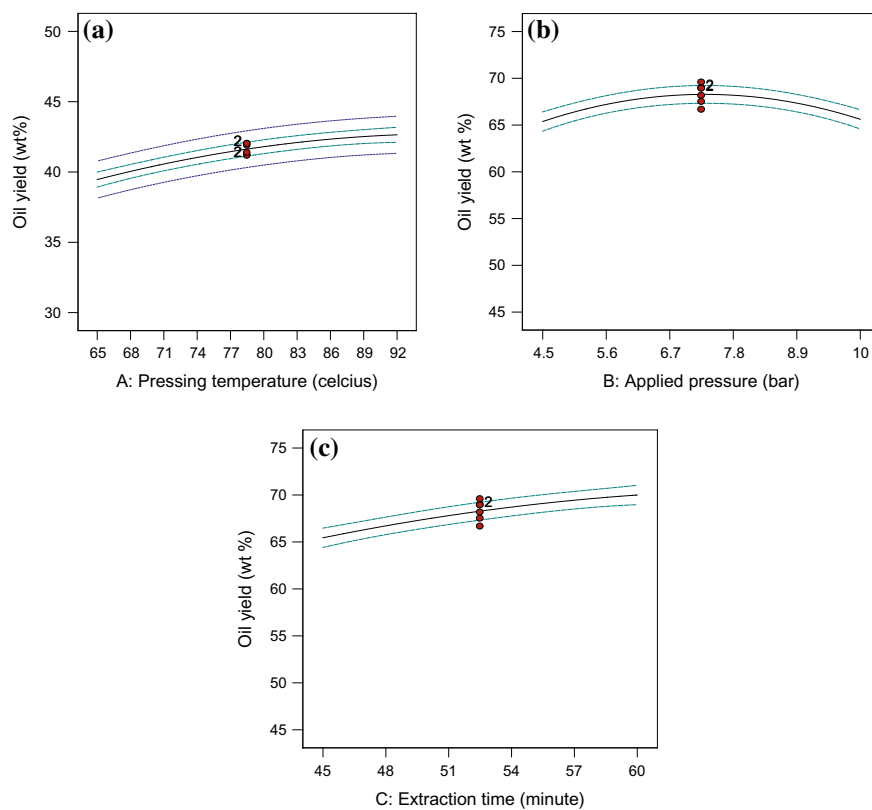 (a)
50
45
40
35
30
Oil yield (wt%)
2
2
65 68 71 74 77 80 83 86 89 92
A: Pressing temperature (celcius)
(b)
75
70
65
60
55
50
45
Oil yield (wt %)
2
4.5 5.6 6.7 7.8 8.9 10
B: Applied pressure (bar)
(c)
75
70
65
60
55
50
45
Oil yield (wt %)
2
45 48 51 54 57 60
C: Extraction time (minute)